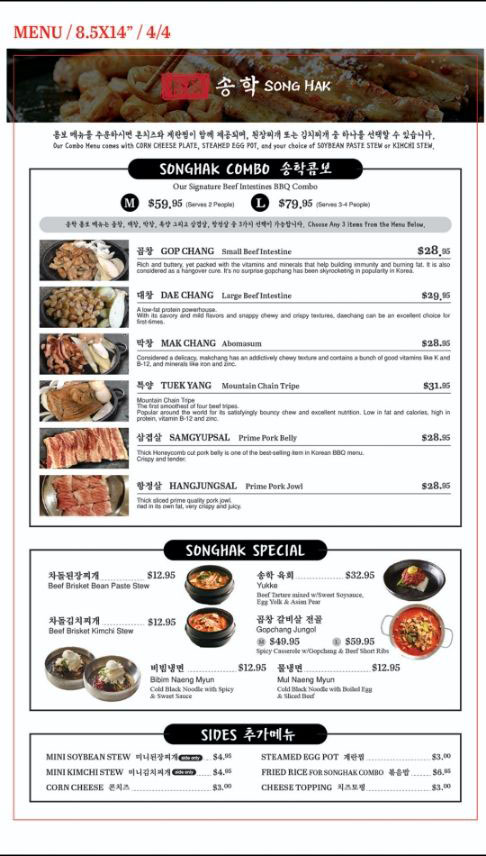 MENU / 8.5X14” / 4/4
송학 SONG HAK
콤보 메뉴를 주문하시면 콘치즈와 계란찜이 함께 제공되며, 된장찌개 또는 김치찌개 중 하나를 선택할 수 있습니다.
Our Combo Menu comes with CORN CHEESE PLATE, STEAMED EGG POT, and your choice of SOYBEAN PASTE STEW or KIMCHI STEW.
SONGHAK COMBO 송학콤보
Our Signature Beef Intestines BBQ Combo
M $59.95 (Serves 2 People) L $79.95 (Serves 3-4 People)
송학 콤보 메뉴는 곱창, 대창, 막창, 특양 그리고 삼겹살, 항정살 중 3가지 선택이 가능합니다. Choose Any 3 Items From the Menu Below.
곱창 GOP CHANG Small Beef Intestine $28.95
Rich and buttery, yet packed with the vitamins and minerals that help building immunity and burning fat. It is also
considered as a hangover cure. It's no surprise gopchang has been skyrocketing in popularity in Korea.
대창 DAE CHANG Large Beef Intestine $29.95
A low-fat protein powerhouse.
With its savory and mild flavors and snappy chewy and crispy textures, daechang can be an excellent choice for
first-times.
막창 MAK CHANG Abomasum $28.95
Considered a delicacy, makchang has an addictively chewy texture and contains a bunch of good vitamins like K and
B-12, and minerals like iron and zinc.
특양 TUEK YANG Mountain Chain Tripe $31.95
Mountain Chain Tripe
The first smoothest of four beef tripes.
Popular around the world for its satisfyingly bouncy chew and excellent nutrition. Low in fat and calories, high in
protein, vitamin B-12 and zinc.
삼겹살 SAMGYUPSAL Prime Pork Belly $28.95
Thick Honeycomb cut pork belly is one of the best-selling item in Korean BBQ menu.
Crispy and tender.
항정살 HANGJUNGSAL Prime Pork Jowl $28.95
Thick sliced prime quality pork jowl.
ried in its own fat, very crispy and juicy.
SONGHAK SPECIAL
차돌된장찌개 $12.95
Beef Brisket Bean Paste Stew
송학 육회 $32.95
Yukke
Beef Tartare mixed w/Sweet Soysauce,
Egg Yolk & Asian Pear
차돌김치찌개 $12.95
Beef Brisket Kimchi Stew
곱창 갈비살 전골
Gopchang Jungol
M $49.95 L $59.95
Spicy Casserole w/Gopchang & Beef Short Ribs
비빔냉면 $12.95
Bibim Naeng Myun
Cold Black Noodle with Spicy
& Sweet Sauce
물냉면 $12.95
Mul Naeng Myun
Cold Black Noodle with Boiled Egg
& Sliced Beef
SIDES 추가메뉴
MINI SOYBEAN STEW 미니된장찌개 side only $4.95
MINI KIMCHI STEW 미니김치찌개 side only $4.95
CORN CHEESE 콘치즈 $3.00
STEAMED EGG POT 계란찜 $3.00
FRIED RICE FOR SONGHAK COMBO 볶음밥 $6.95
CHEESE TOPPING 치즈토핑 $3.00